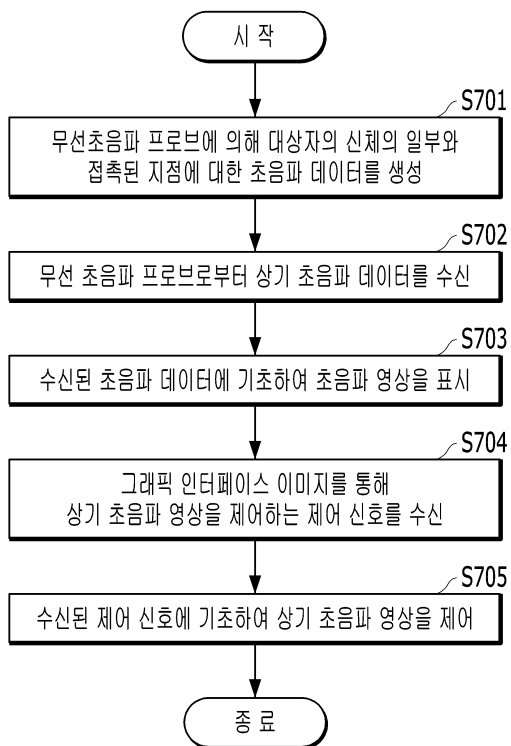 시 작
S701
무선초음파 프로브에 의해 대상자의 신체의 일부와
접촉된 지점에 대한 초음파 데이터를 생성
S702
무선 초음파 프로브로부터 상기 초음파 데이터를 수신
S703
수신된 초음파 데이터에 기초하여 초음파 영상을 표시
S704
그래픽 인터페이스 이미지를 통해
상기 초음파 영상을 제어하는 제어 신호를 수신
S705
수신된 제어 신호에 기초하여 상기 초음파 영상을 제어
종 료